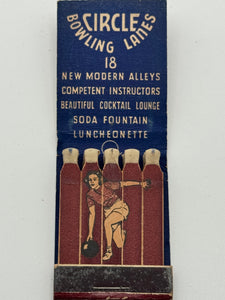 CIRCLE
BOWLING LANES
18
NEW MODERN ALLEYS
COMPETENT INSTRUCTORS
BEAUTIFUL COCKTAIL LOUNGE
SODA FOUNTAIN
LUNCHEONETTE